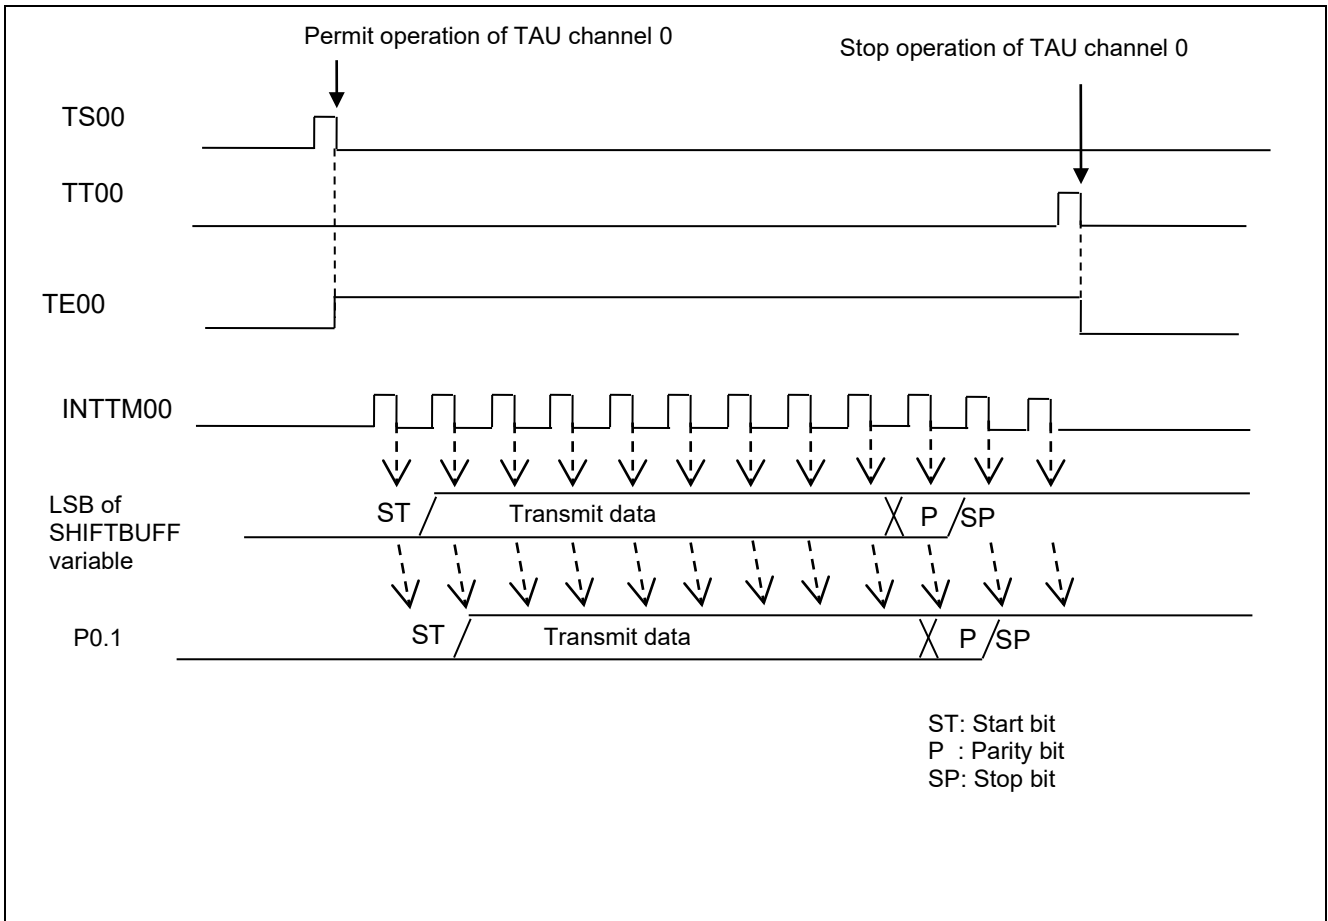 Permit operation of TAU channel 0
Stop operation of TAU channel 0
TS00
TT00
TE00
INTTM00
LSB of
SHIFTBUFF
variable
ST
Transmit data
P
SP
P0.1
ST
Transmit data
P
SP
ST: Start bit
P : Parity bit
SP: Stop bit